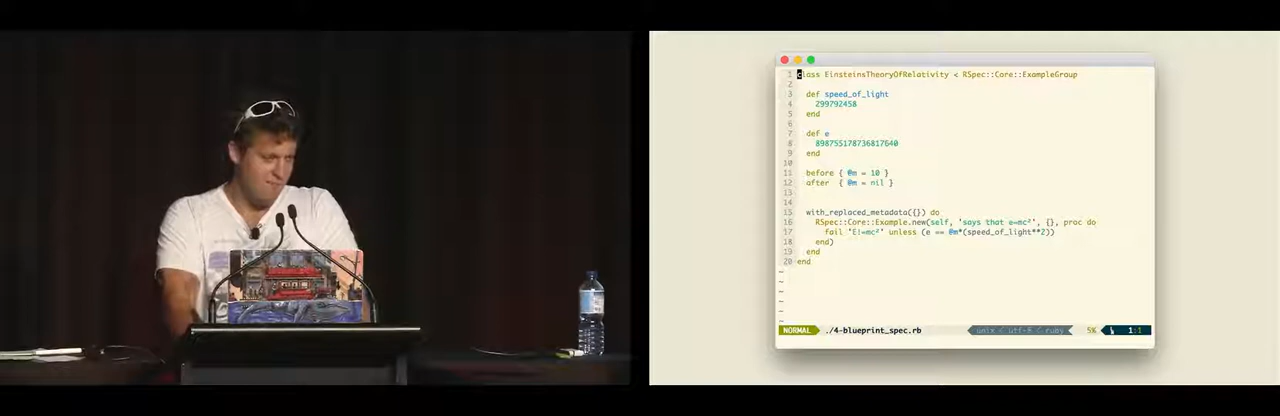 1 class EinsteinsTheoryOfRelativity < RSpec::Core::ExampleGroup
2
3 def speed_of_light
4 299792458
5 end
6
7 def e
8 898755178736817640
9 end
10
11 before { @m = 10 }
12 after { @m = nil }
13
14
15 with_replaced_metadata({}) do
16 RSpec::Core::Example.new(self, 'says that e=mc²', {}, proc do
17 fail 'E!=mc²' unless (e == @m*(speed_of_light**2))
18 end)
19 end
20 end
~
~
~
~
~
~
NORMAL ./4-blueprint_spec.rb unix < utf-8 < ruby 5% 1:1